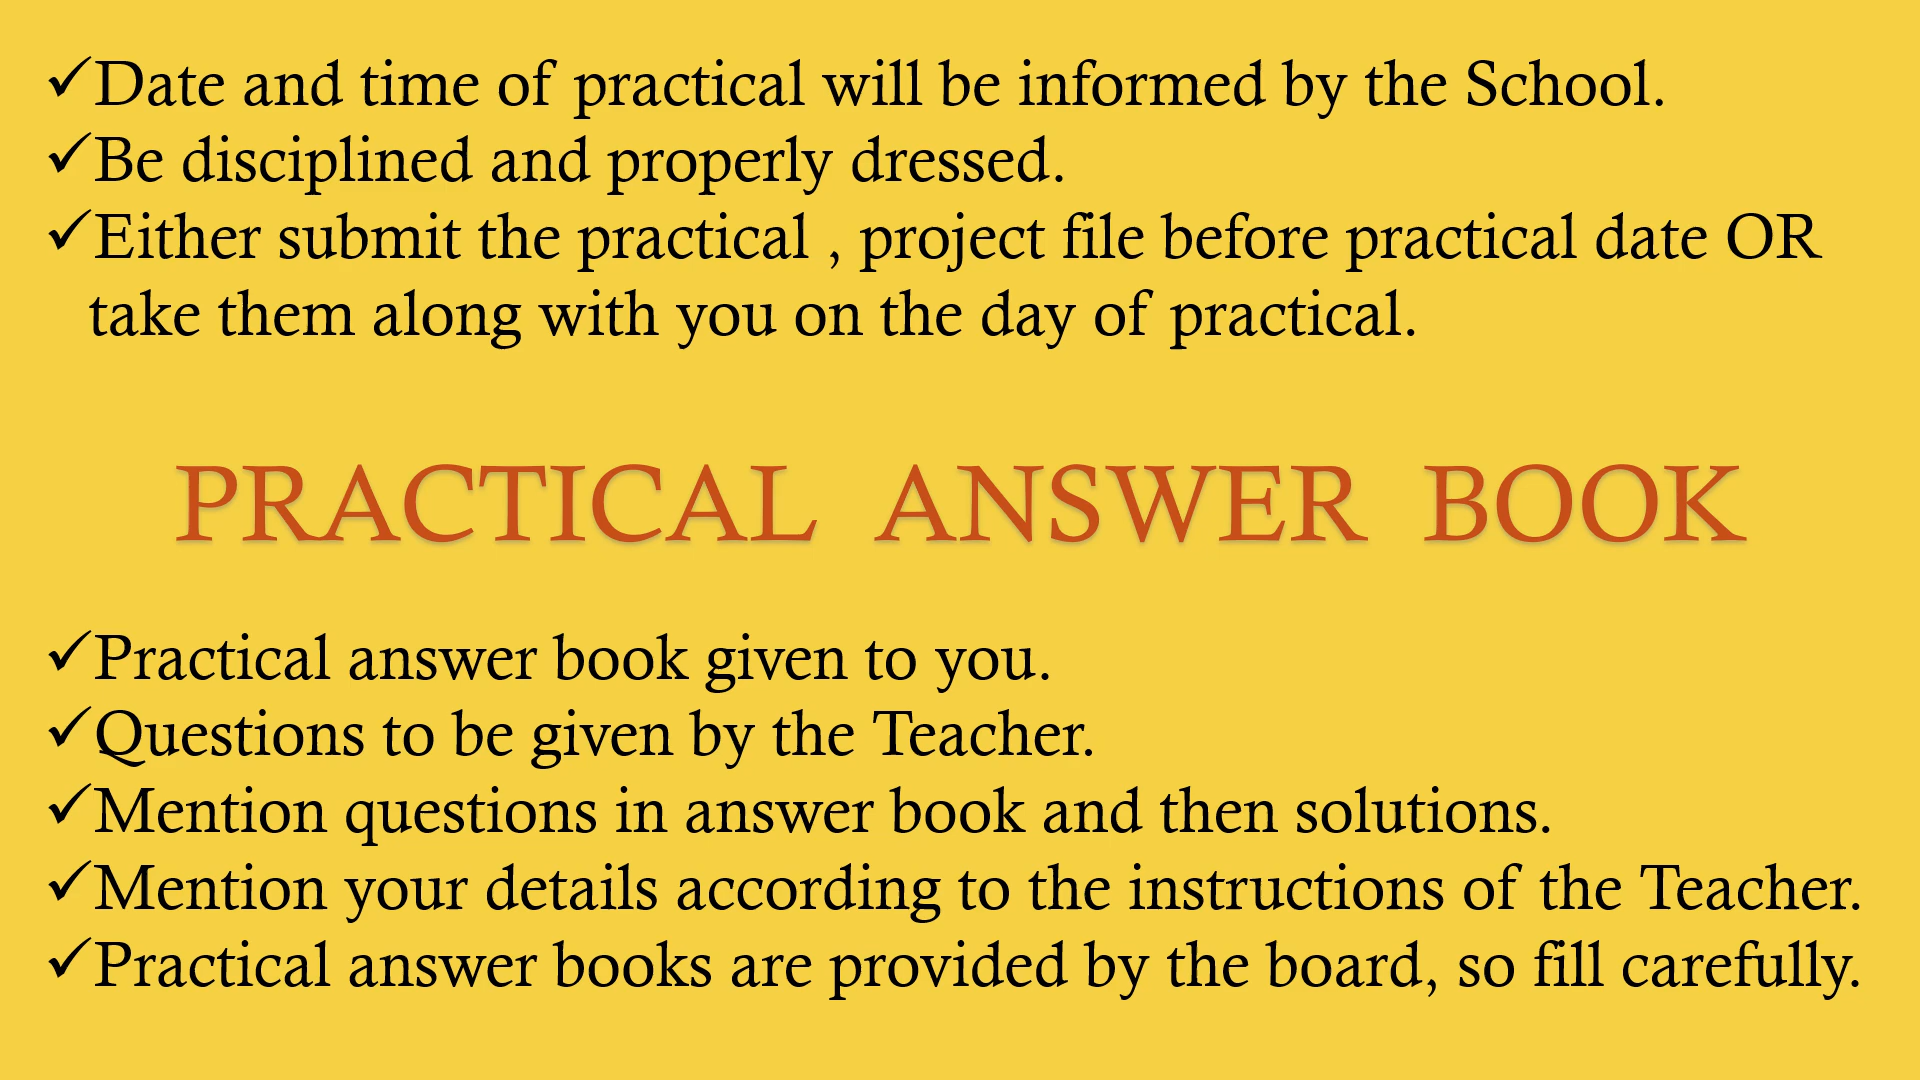 ✓Date and time of practical will be informed by the School.
✓Be disciplined and properly dressed.
✓Either submit the practical , project file before practical date OR
take them along with you on the day of practical.
PRACTICAL ANSWER BOOK
✓Practical answer book given to you.
✓Questions to be given by the Teacher.
✓Mention questions in answer book and then solutions.
✓Mention your details according to the instructions of the Teacher.
✓Practical answer books are provided by the board, so fill carefully.